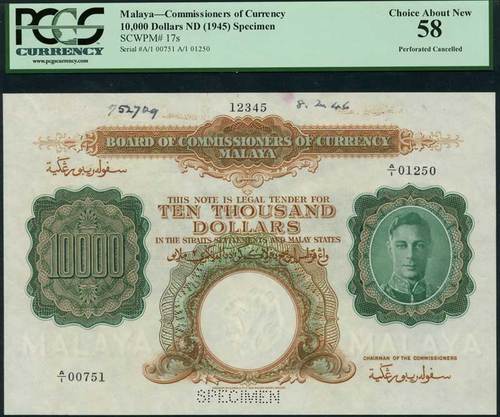 PCGS CURRENCY
www.pcgscurrency.com
Malaya—Commissioners of Currency
10,000 Dollars ND (1945) Specimen
SCWPM# 17s
Serial #A/1 00751 A/1 01250
Choice About New
58
Perforated Cancelled
12345
8.2.46
BOARD OF COMMISSIONERS OF CURRENCY
MALAYA
A/1 01250
THIS NOTE IS LEGAL TENDER FOR
TEN THOUSAND
DOLLARS
IN THE STRAITS SETTLEMENTS AND MALAY STATES
10000
MALAYA
CHAIRMAN OF THE COMMISSIONERS
A/1 00751
SPECIMEN